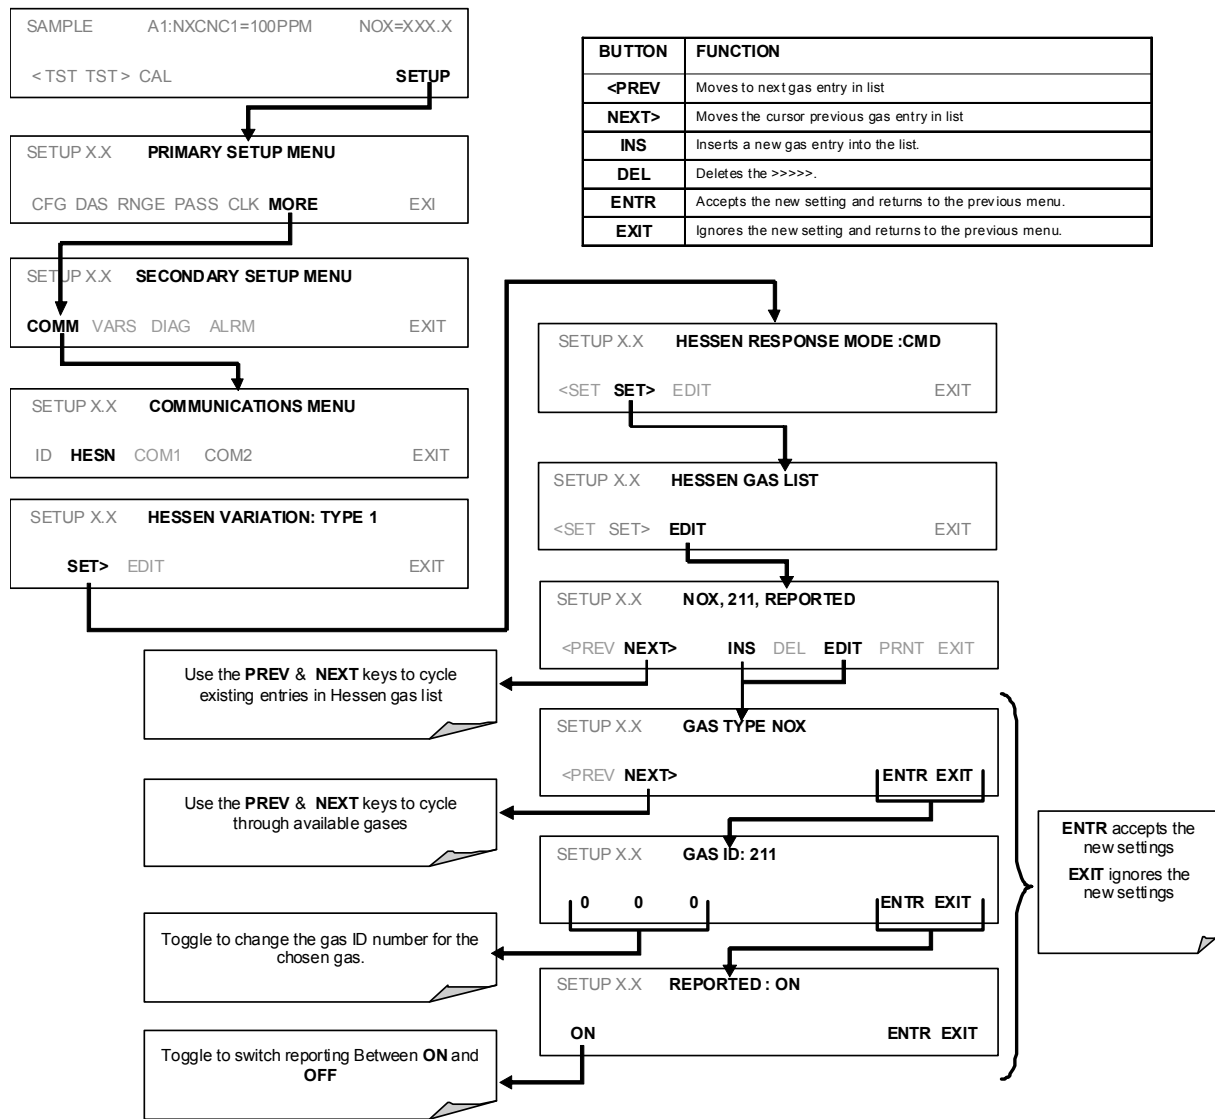 SAMPLE A1:NXCNC1=100PPM NOX=XXX.X
< TST TST > CAL SETUP
SETUP X.X PRIMARY SETUP MENU
CFG DAS RNGE PASS CLK MORE EXI
SETUP X.X SECONDARY SETUP MENU
COMM VARS DIAG ALRM EXIT
SETUP X.X COMMUNICATIONS MENU
ID HESN COM1 COM2 EXIT
SETUP X.X HESSEN VARIATION: TYPE 1
SET> EDIT EXIT
BUTTON FUNCTION
<PREV Moves to next gas entry in list
NEXT> Moves the cursor previous gas entry in list
INS Inserts a new gas entry into the list.
DEL Deletes the >>>>>.
ENTR Accepts the new setting and returns to the previous menu.
EXIT Ignores the new setting and returns to the previous menu.
SETUP X.X HESSEN RESPONSE MODE :CMD
<SET SET> EDIT EXIT
SETUP X.X HESSEN GAS LIST
<SET SET> EDIT EXIT
SETUP X.X NOX, 211, REPORTED
<PREV NEXT> INS DEL EDIT PRNT EXIT
Use the PREV & NEXT keys to cycle
existing entries in Hessen gas list
SETUP X.X GAS TYPE NOX
<PREV NEXT> ENTR EXIT
Use the PREV & NEXT keys to cycle
through available gases
SETUP X.X GAS ID: 211
0 0 0 ENTR EXIT
Toggle to change the gas ID number for the
chosen gas.
SETUP X.X REPORTED : ON
ON ENTR EXIT
Toggle to switch reporting Between ON and
OFF
ENTR accepts the
new settings
EXIT ignores the
new settings